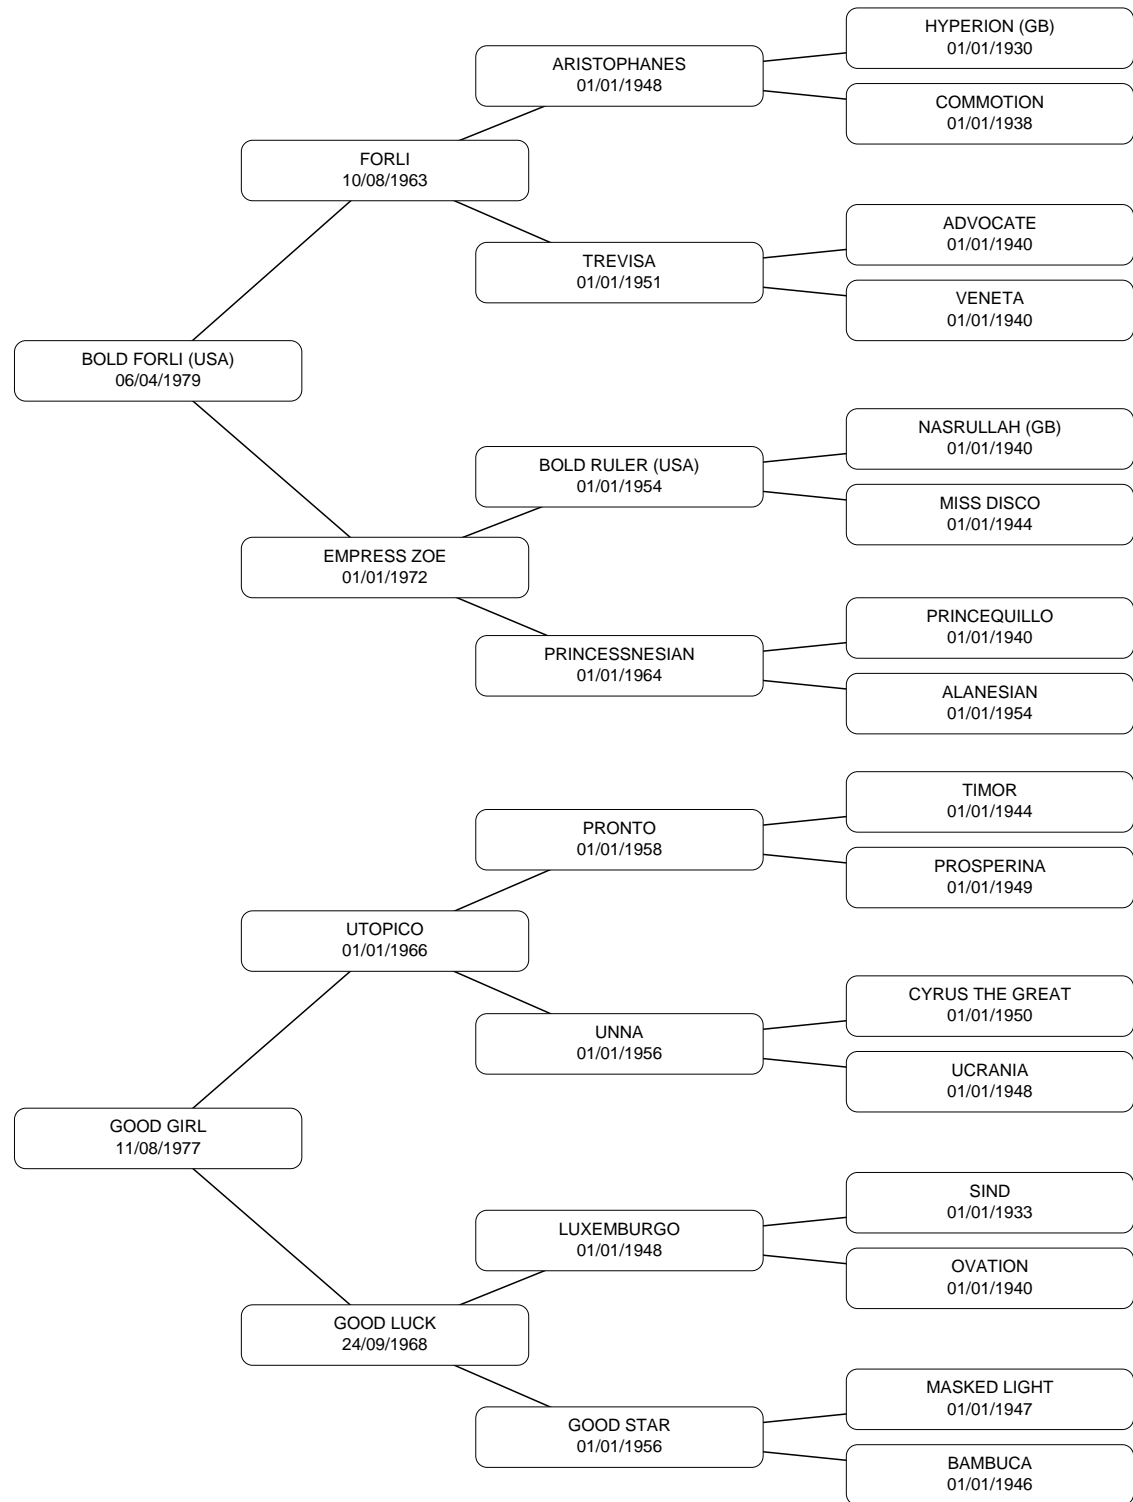 HYPERION (GB)
01/01/1930
ARISTOPHANES
01/01/1948
COMMOTION
01/01/1938
FORLI
10/08/1963
ADVOCATE
01/01/1940
TREVISA
01/01/1951
VENETA
01/01/1940
BOLD FORLI (USA)
06/04/1979
NASRULLAH (GB)
01/01/1940
BOLD RULER (USA)
01/01/1954
MISS DISCO
01/01/1944
EMPRESS ZOE
01/01/1972
PRINCEQUILLO
01/01/1940
PRINCESSNESIAN
01/01/1964
ALANESIAN
01/01/1954
TIMOR
01/01/1944
PRONTO
01/01/1958
PROSPERINA
01/01/1949
UTOPICO
01/01/1966
CYRUS THE GREAT
01/01/1950
UNNA
01/01/1956
UCRANIA
01/01/1948
GOOD GIRL
11/08/1977
SIND
01/01/1933
LUXEMBURGO
01/01/1948
OVATION
01/01/1940
GOOD LUCK
24/09/1968
MASKED LIGHT
01/01/1947
GOOD STAR
01/01/1956
BAMBUCA
01/01/1946